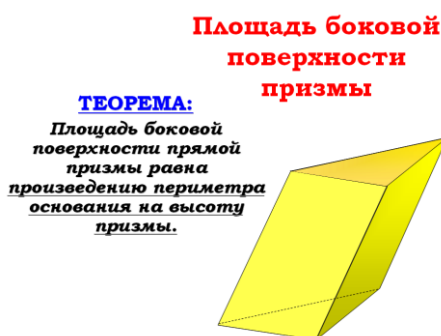 Площадь боковой
поверхности
призмы
ТЕОРЕМА:
Площадь боковой
поверхности прямой
призмы равна
произведению периметра
основания на высоту
призмы.